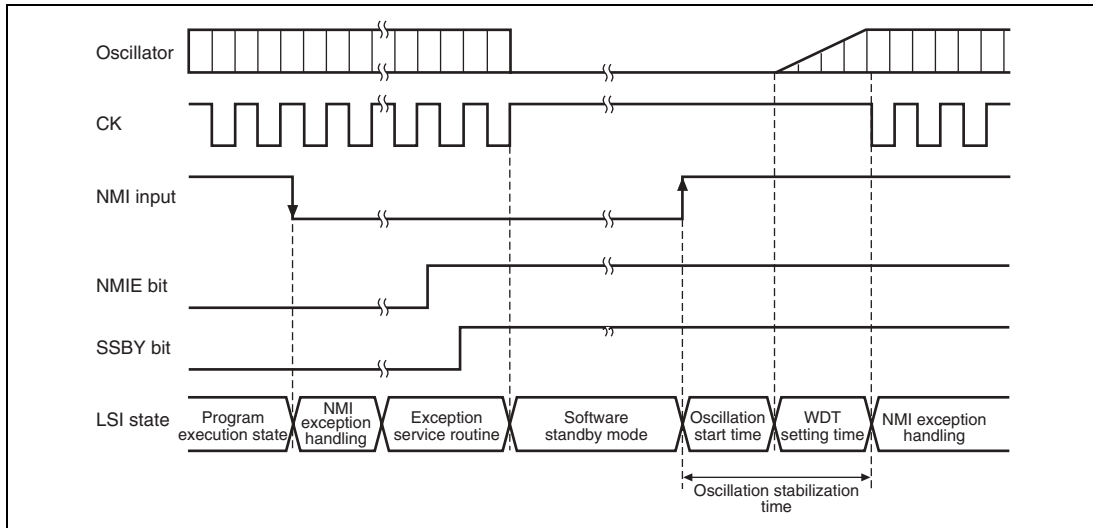 Oscillator
CK
NMI input
NMIE bit
SSBY bit
LSI state
Program
execution state
NMI
exception
handling
Exception
service routine
Software
standby mode
Oscillation
start time
WDT
setting time
NMI exception
handling
Oscillation stabilization
time